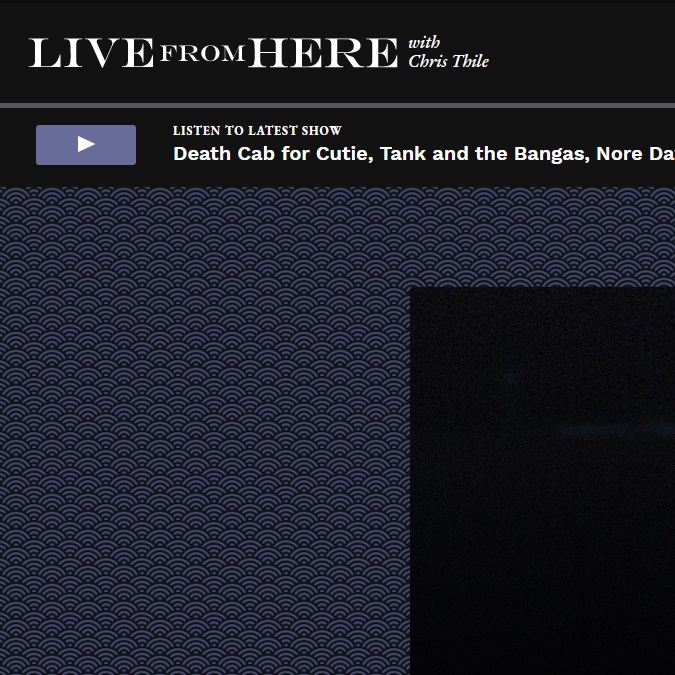 LIVE FROM HERE with
Chris Thile
LISTEN TO LATEST SHOW
Death Cab for Cutie, Tank and the Bangas, Nore Da